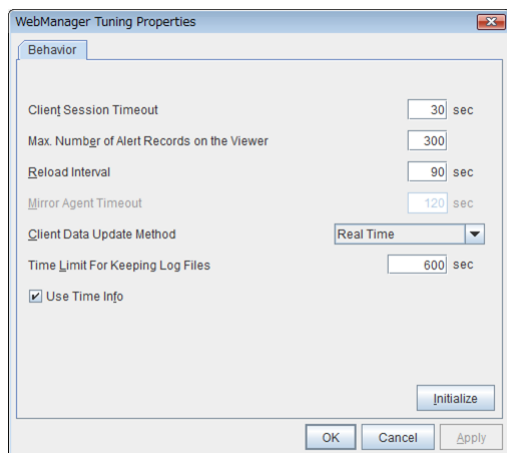 WebManager Tuning Properties
Behavior
Client Session Timeout 30 sec
Max. Number of Alert Records on the Viewer 300
Reload Interval 90 sec
Mirror Agent Timeout 120 sec
Client Data Update Method Real Time
Time Limit For Keeping Log Files 600 sec
Use Time Info
Initialize
OK Cancel Apply